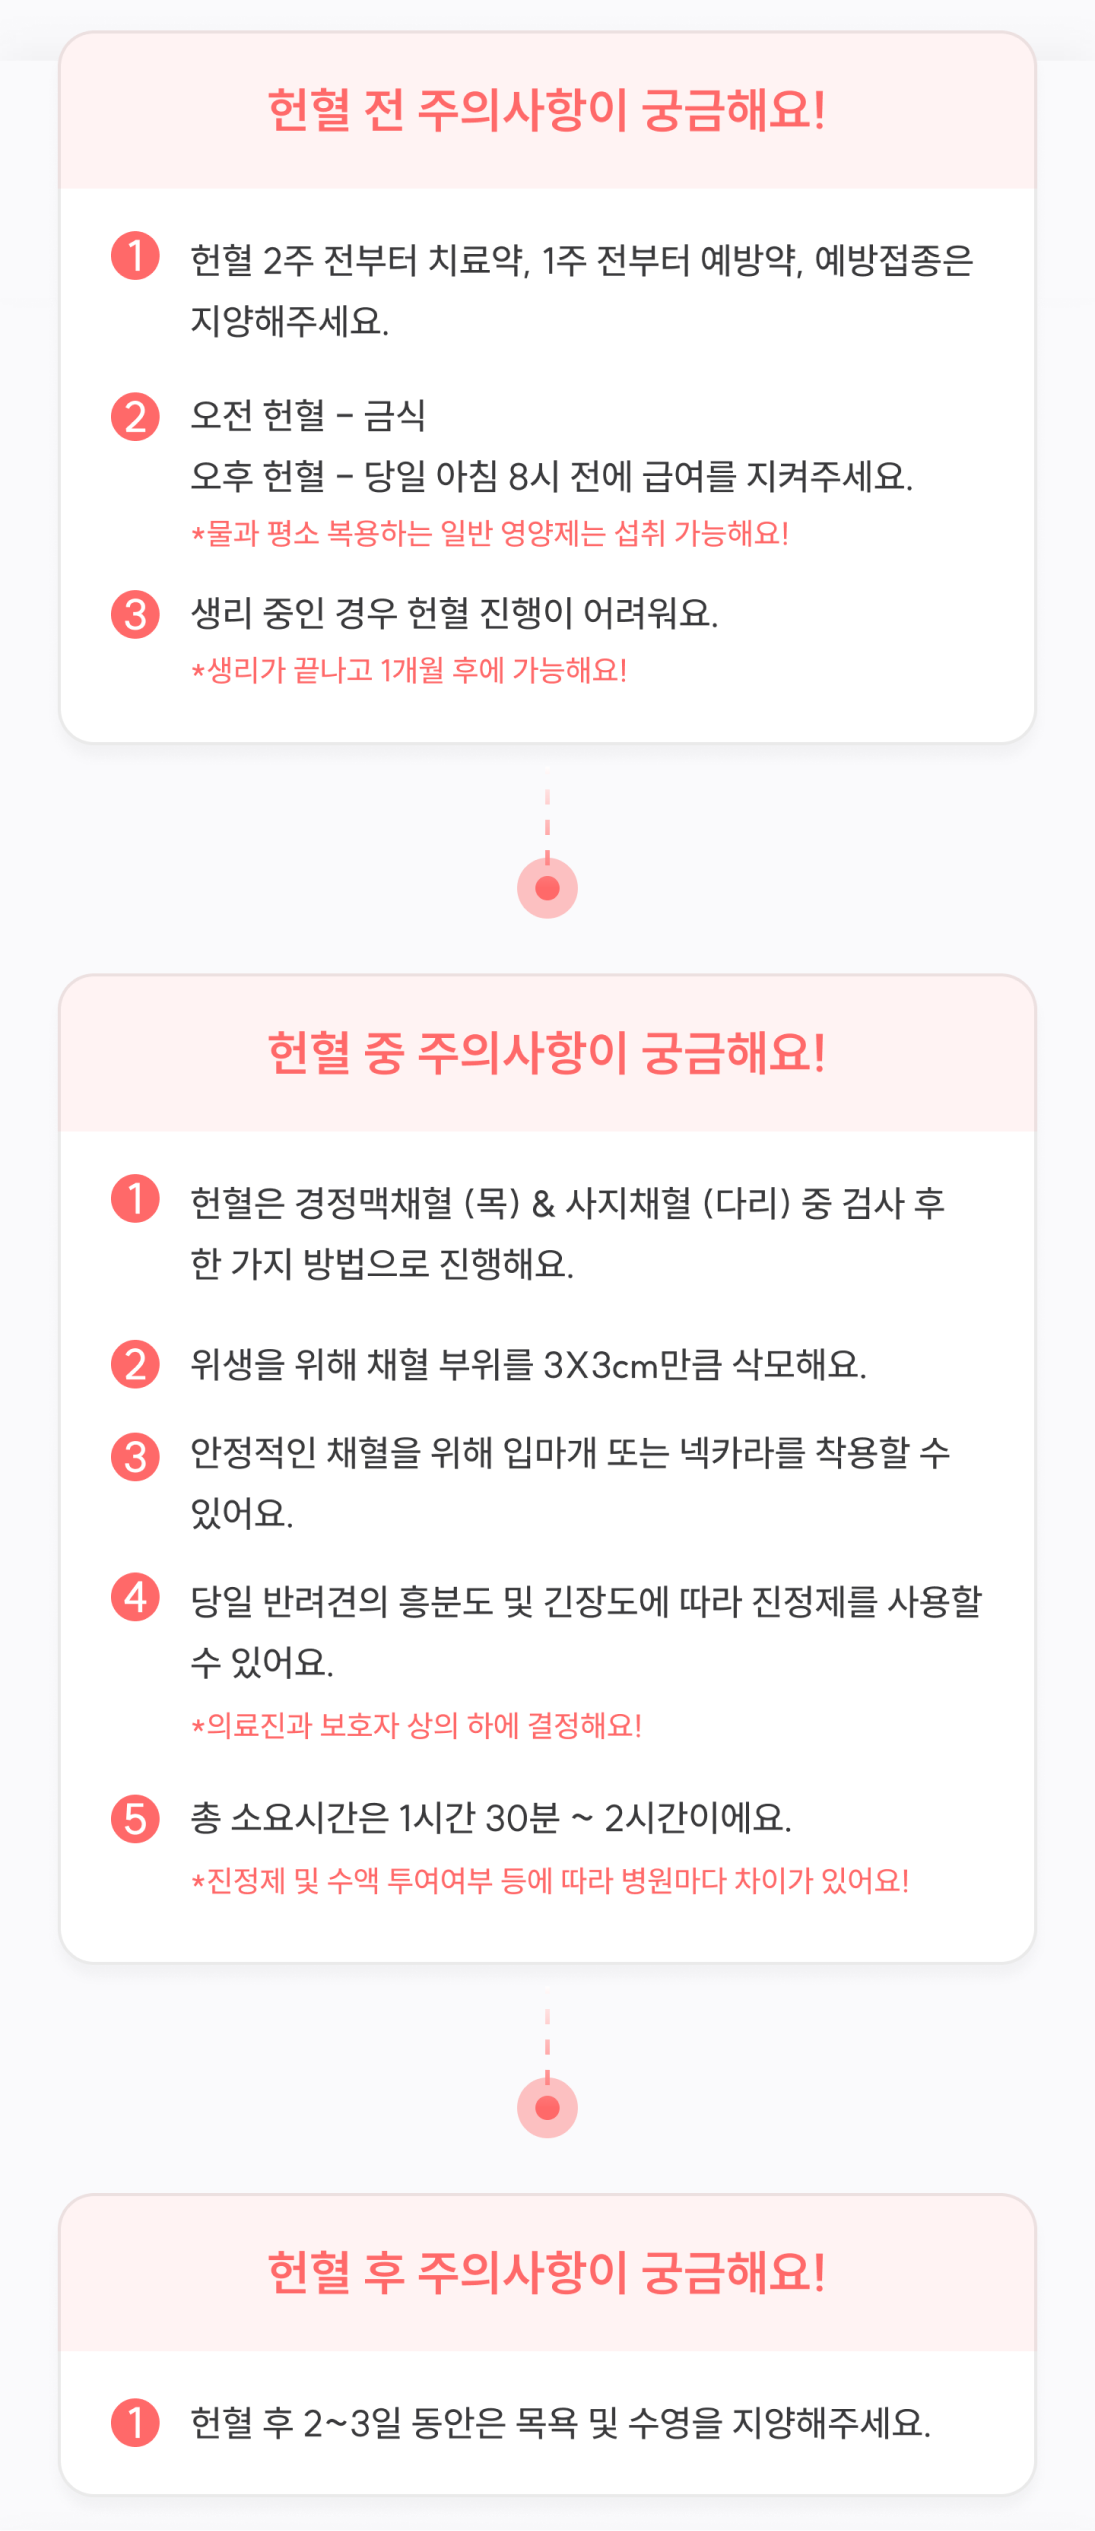 헌혈 전 주의사항이 궁금해요!
1 헌혈 2주 전부터 치료약, 1주 전부터 예방약, 예방접종은
지양해주세요.
2 오전 헌혈 – 금식
오후 헌혈 – 당일 아침 8시 전에 급여를 지켜주세요.
*물과 평소 복용하는 일반 영양제는 섭취 가능해요!
3 생리 중인 경우 헌혈 진행이 어려워요.
*생리가 끝나고 1개월 후에 가능해요!
헌혈 중 주의사항이 궁금해요!
1 헌혈은 경정맥채혈 (목) & 사지채혈 (다리) 중 검사 후
한 가지 방법으로 진행해요.
2 위생을 위해 채혈 부위를 3X3cm만큼 삭모해요.
3 안정적인 채혈을 위해 입마개 또는 넥카라를 착용할 수
있어요.
4 당일 반려견의 흥분도 및 긴장도에 따라 진정제를 사용할
수 있어요.
*의료진과 보호자 상의 하에 결정해요!
5 총 소요시간은 1시간 30분 ~ 2시간이에요.
*진정제 및 수액 투여여부 등에 따라 병원마다 차이가 있어요!
헌혈 후 주의사항이 궁금해요!
1 헌혈 후 2~3일 동안은 목욕 및 수영을 지양해주세요.